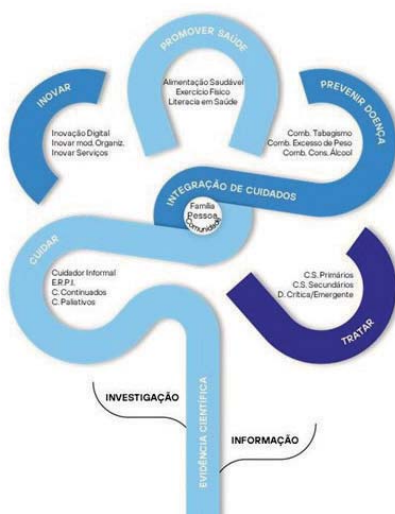 PROMOVER SAÚDE
Alimentação Saudável
Exercício Físico
Literacia em Saúde
INOVAR
Inovação Digital
Inovar mod. Organiz.
Inovar Serviços
PREVENIR DOENÇA
Comb. Tabagismo
Comb. Excesso de Peso
Comb. Cons. Álcool
INTEGRAÇÃO DE CUIDADOS
Família
Pessoa
Comunidade
CUIDAR
Cuidador Informal
E.R.P.I.
C. Continuados
C. Paliativos
C.S. Primários
C.S. Secundários
D. Crítica/Emergente
TRATAR
INVESTIGAÇÃO
EVIDÊNCIA CIENTÍFICA
INFORMAÇÃO